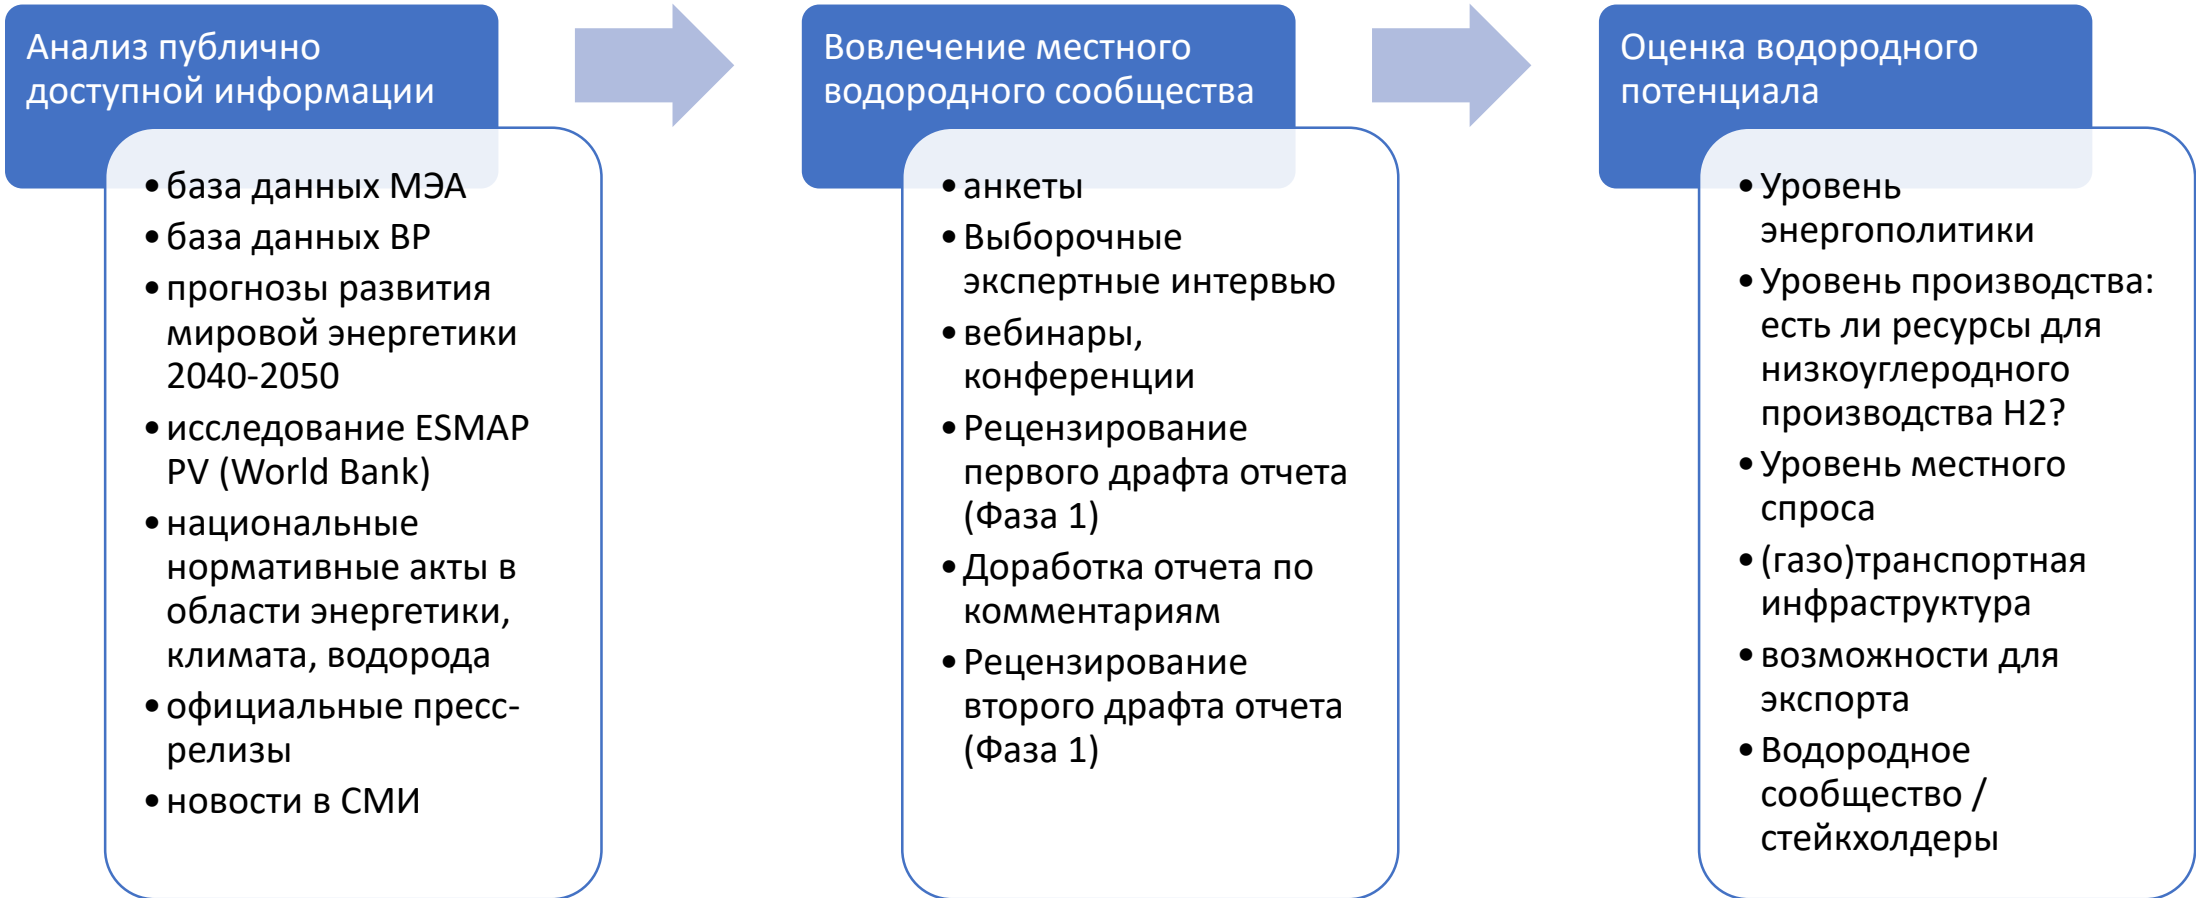 Анализ публично
доступной информации
•база данных МЭА
•база данных BP
•прогнозы развития
мировой энергетики
2040-2050
•исследование ESMAP
PV (World Bank)
•национальные
нормативные акты в
области энергетики,
климата, водорода
•официальные пресс-
релизы
•новости в СМИ
Вовлечение местного
водородного сообщества
•анкеты
•Выборочные
экспертные интервью
•вебинары,
конференции
•Рецензирование
первого драфта отчета
(Фаза 1)
•Доработка отчета по
комментариям
•Рецензирование
второго драфта отчета
(Фаза 1)
Оценка водородного
потенциала
•Уровень
энергополитики
•Уровень производства:
есть ли ресурсы для
низкоуглеродного
производства Н2?
•Уровень местного
спроса
•(газо)транспортная
инфраструктура
•возможности для
экспорта
•Водородное
сообщество /
стейкхолдеры